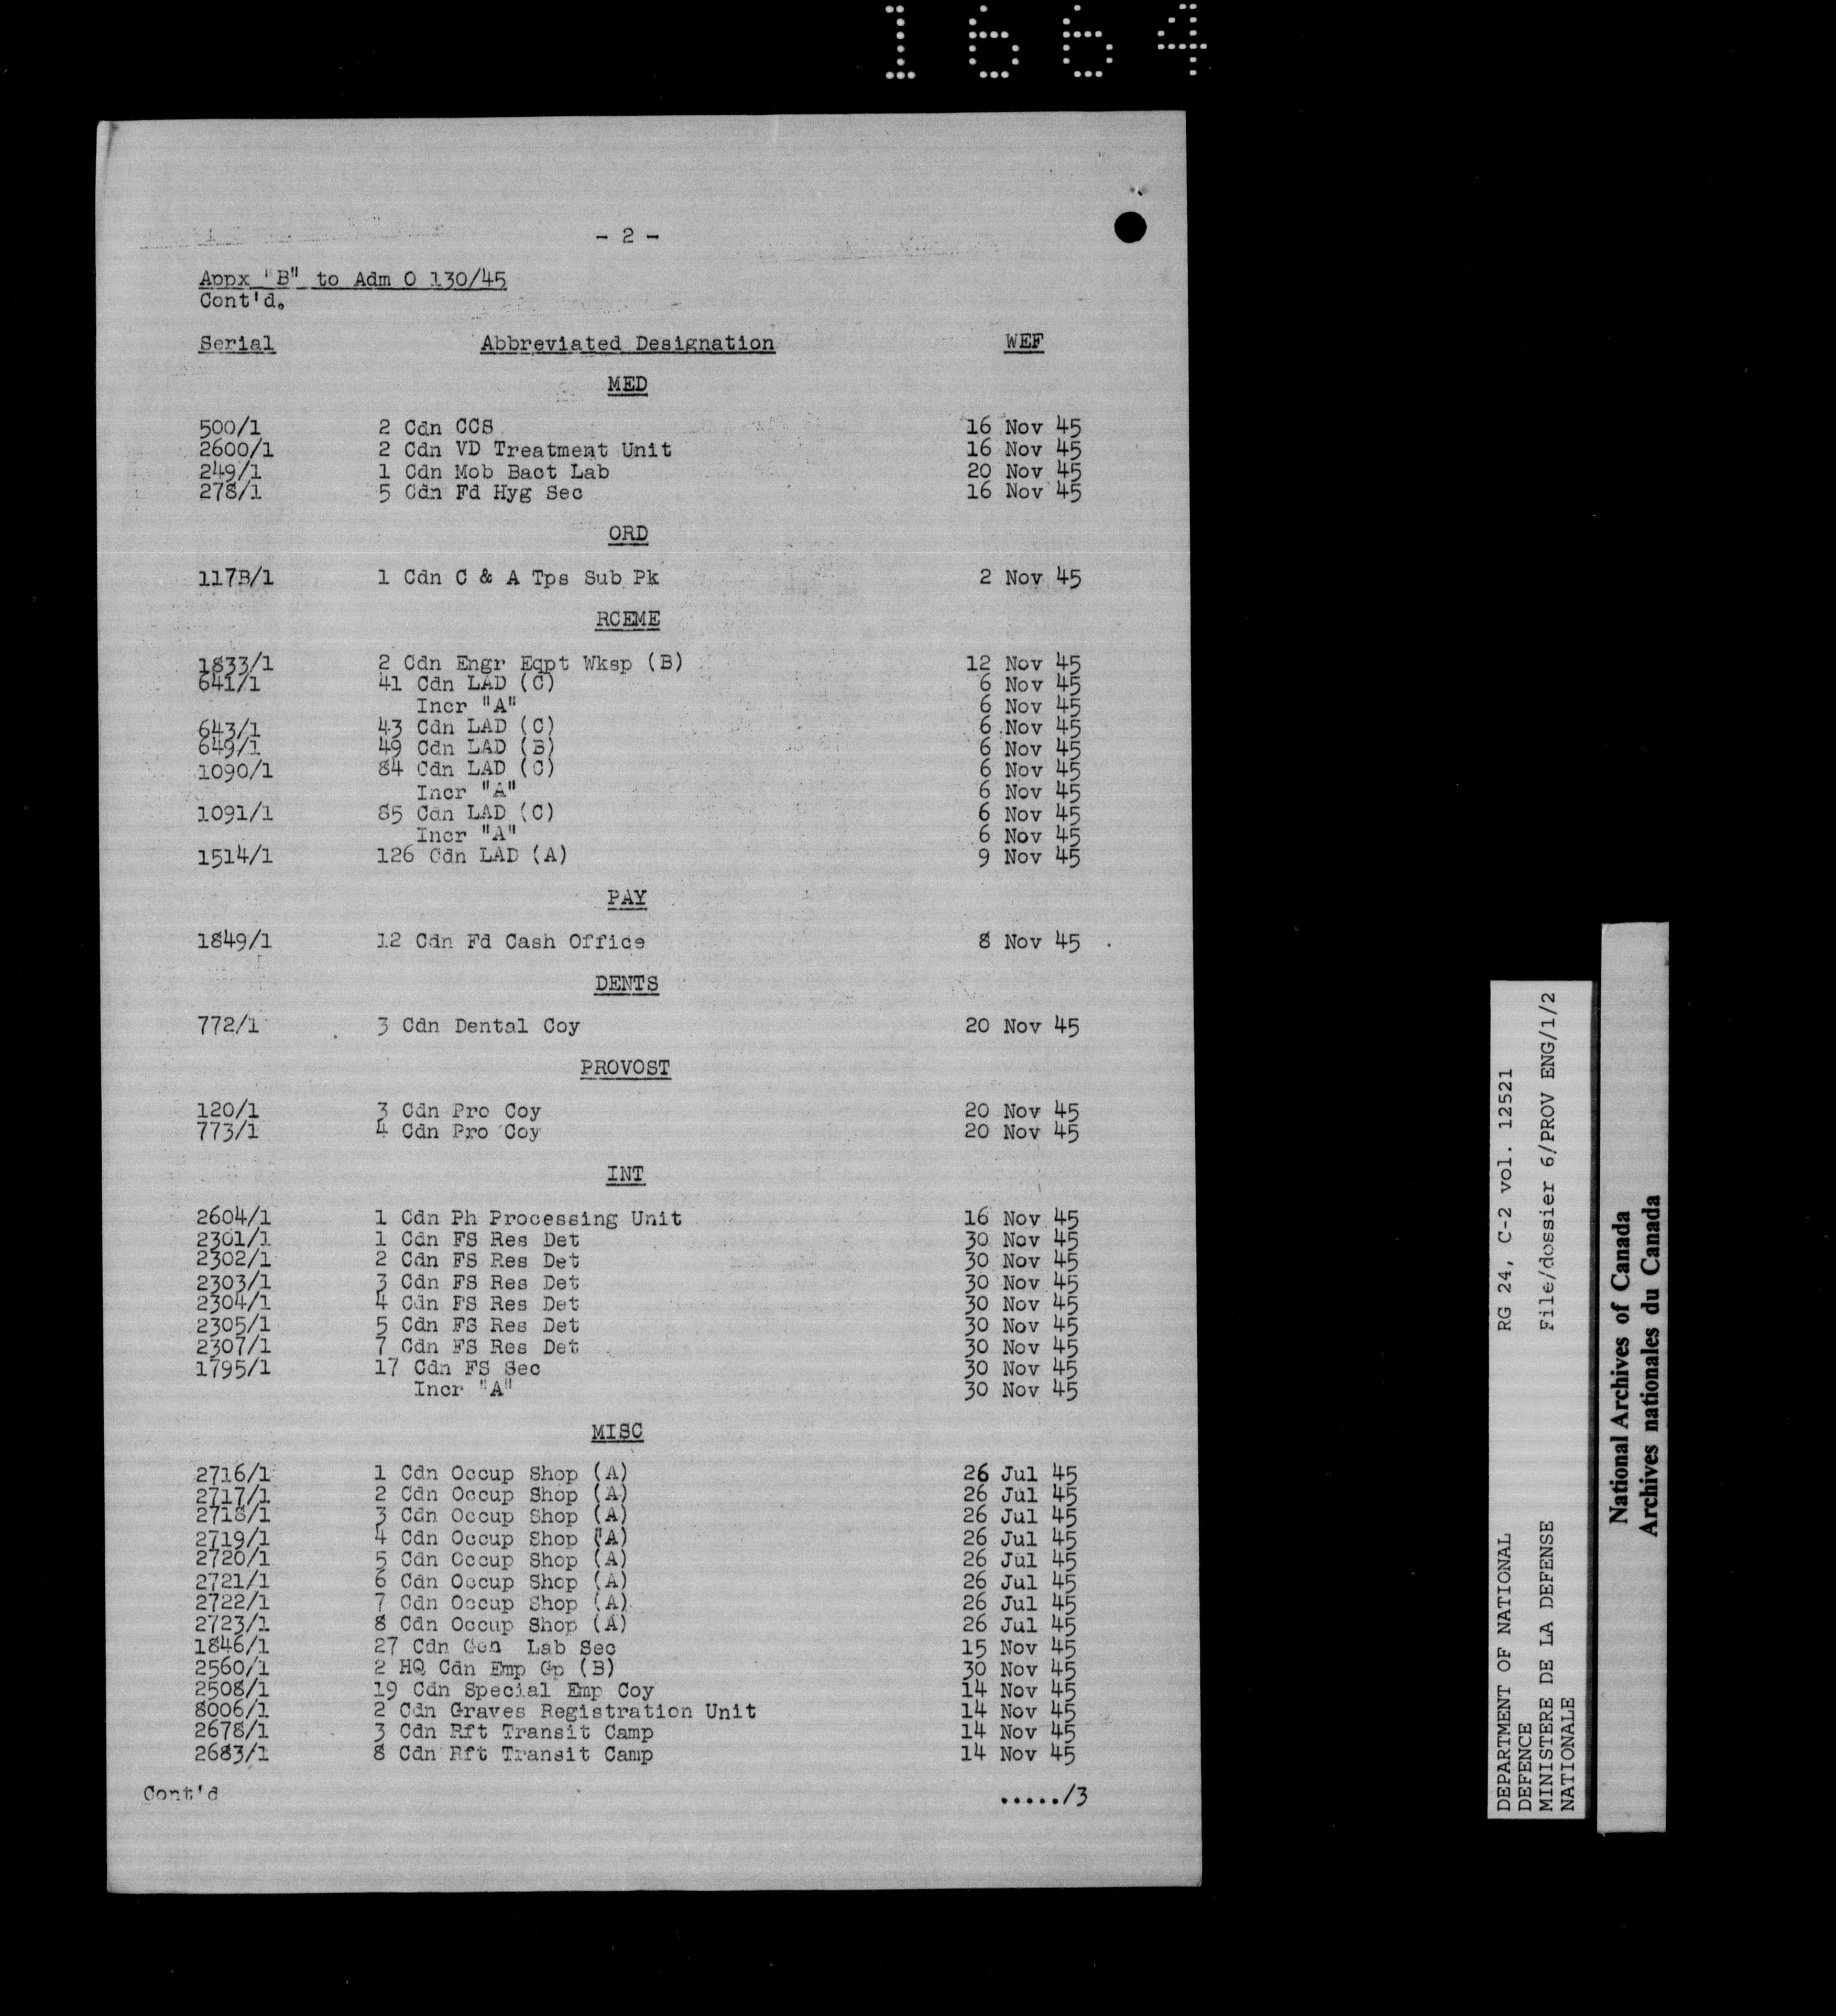 1664
- 2 -
Appx "B" to Adm O 130/45
Cont'd.
Serial Abbreviated Designation WEF
MED
500/1 2 Cdn CCS 16 Nov 45
2600/1 2 Cdn VD Treatment Unit 16 Nov 45
249/1 1 Cdn Mob Bact Lab 20 Nov 45
278/1 5 Cdn Fd Hyg Sec 16 Nov 45
ORD
117B/1 1 Cdn C & A Tps Sub Pk 2 Nov 45
RCEME
1833/1 2 Cdn Engr Eqpt Wksp (B) 12 Nov 45
641/1 41 Cdn LAD (C) 6 Nov 45
Incr "A" 6 Nov 45
643/1 43 Cdn LAD (C) 6 Nov 45
649/1 49 Cdn LAD (B) 6 Nov 45
1090/1 84 Cdn LAD (C) 6 Nov 45
Incr "A" 6 Nov 45
1091/1 85 Cdn LAD (C) 6 Nov 45
Incr "A" 6 Nov 45
1514/1 126 Cdn LAD (A) 9 Nov 45
PAY
1849/1 12 Cdn Fd Cash Office 8 Nov 45
DENTS
772/1 3 Cdn Dental Coy 20 Nov 45
PROVOST
120/1 3 Cdn Pro Coy 20 Nov 45
773/1 4 Cdn Pro Coy 20 Nov 45
INT
2604/1 1 Cdn Ph Processing Unit 16 Nov 45
2301/1 1 Cdn FS Res Det 30 Nov 45
2302/1 2 Cdn FS Res Det 30 Nov 45
2303/1 3 Cdn FS Res Det 30 Nov 45
2304/1 4 Cdn FS Res Det 30 Nov 45
2305/1 5 Cdn FS Res Det 30 Nov 45
2307/1 7 Cdn FS Res Det 30 Nov 45
1795/1 17 Cdn FS Sec 30 Nov 45
Incr "A" 30 Nov 45
MISC
2716/1 1 Cdn Occup Shop (A) 26 Jul 45
2717/1 2 Cdn Occup Shop (A) 26 Jul 45
2718/1 3 Cdn Occup Shop (A) 26 Jul 45
2719/1 4 Cdn Occup Shop (A) 26 Jul 45
2720/1 5 Cdn Occup Shop (A) 26 Jul 45
2721/1 6 Cdn Occup Shop (A) 26 Jul 45
2722/1 7 Cdn Occup Shop (A) 26 Jul 45
2723/1 8 Cdn Occup Shop (A) 26 Jul 45
1846/1 27 Cdn Gen Lab Sec 15 Nov 45
2560/1 2 HQ Cdn Emp Gp (B) 30 Nov 45
2508/1 19 Cdn Special Emp Coy 14 Nov 45
8006/1 2 Cdn Graves Registration Unit 14 Nov 45
2678/1 3 Cdn Rft Transit Camp 14 Nov 45
2683/1 8 Cdn Rft Transit Camp 14 Nov 45
Cont'd ...../3
DEPARTMENT OF NATIONAL RG 24, C-2 vol. 12521
DEFENCE
MINISTERE DE LA DEFENSE File/dossier 6/PROV ENG/1/2
NATIONALE
National Archives of Canada
Archives nationales du Canada